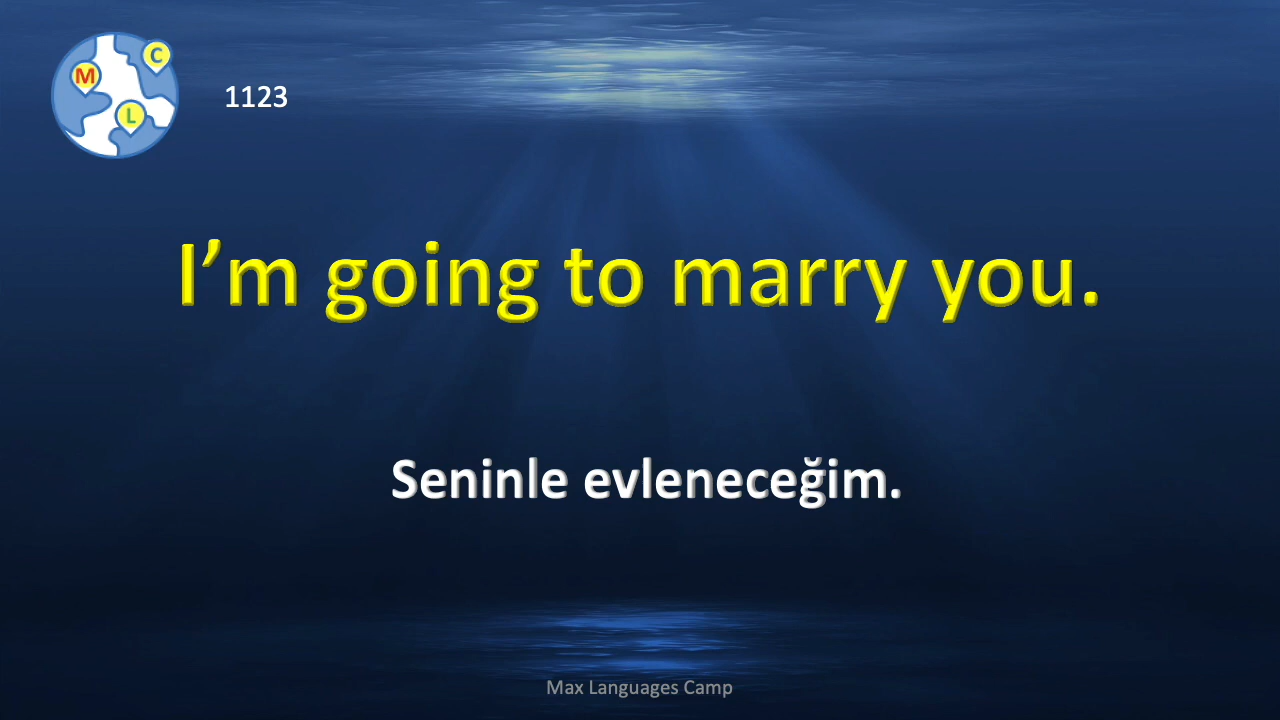 C
M
L
1123
I’m going to marry you.
Seninle evleneceğim.
Max Languages Camp